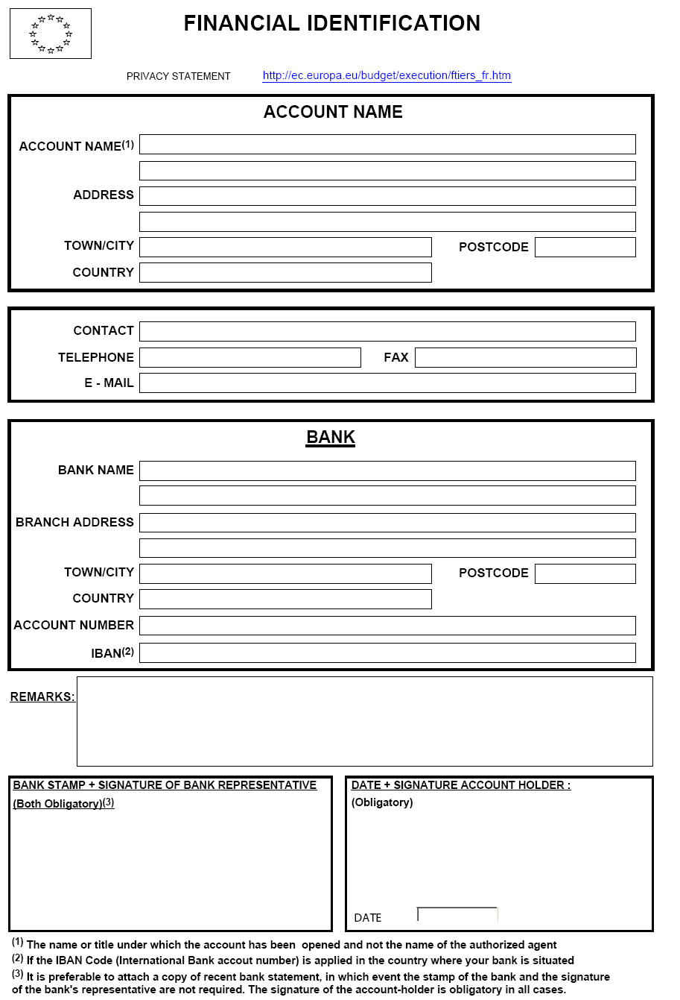 FINANCIAL IDENTIFICATION
PRIVACY STATEMENT http://ec.europa.eu/budget/execution/ftiers_fr.htm
ACCOUNT NAME
ACCOUNT NAME(1)
ADDRESS
TOWN/CITY POSTCODE
COUNTRY
CONTACT
TELEPHONE FAX
E - MAIL
BANK
BANK NAME
BRANCH ADDRESS
TOWN/CITY POSTCODE
COUNTRY
ACCOUNT NUMBER
IBAN(2)
REMARKS:
BANK STAMP + SIGNATURE OF BANK REPRESENTATIVE
(Both Obligatory)(3)
DATE + SIGNATURE ACCOUNT HOLDER :
(Obligatory)
DATE
(1) The name or title under which the account has been opened and not the name of the authorized agent
(2) If the IBAN Code (International Bank accout number) is applied in the country where your bank is situated
(3) It is preferable to attach a copy of recent bank statement, in which event the stamp of the bank and the signature
of the bank's representative are not required. The signature of the account-holder is obligatory in all cases.